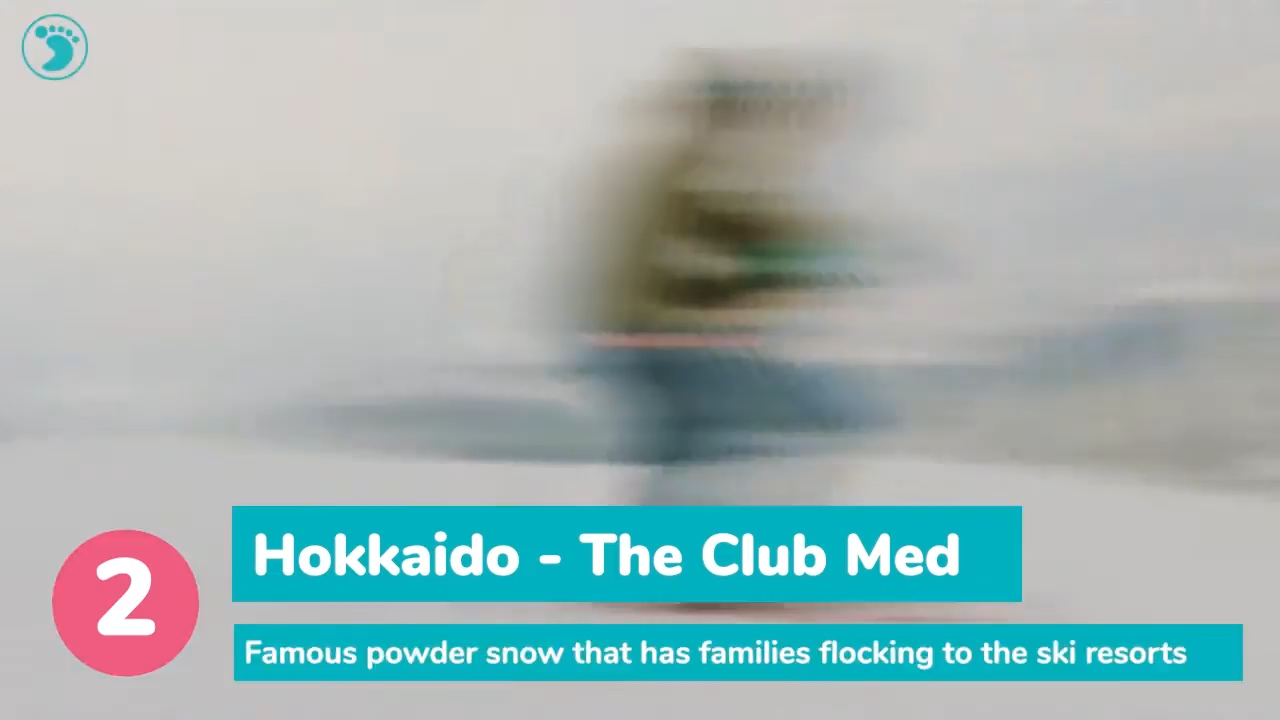 2
Hokkaido - The Club Med
Famous powder snow that has families flocking to the ski resorts